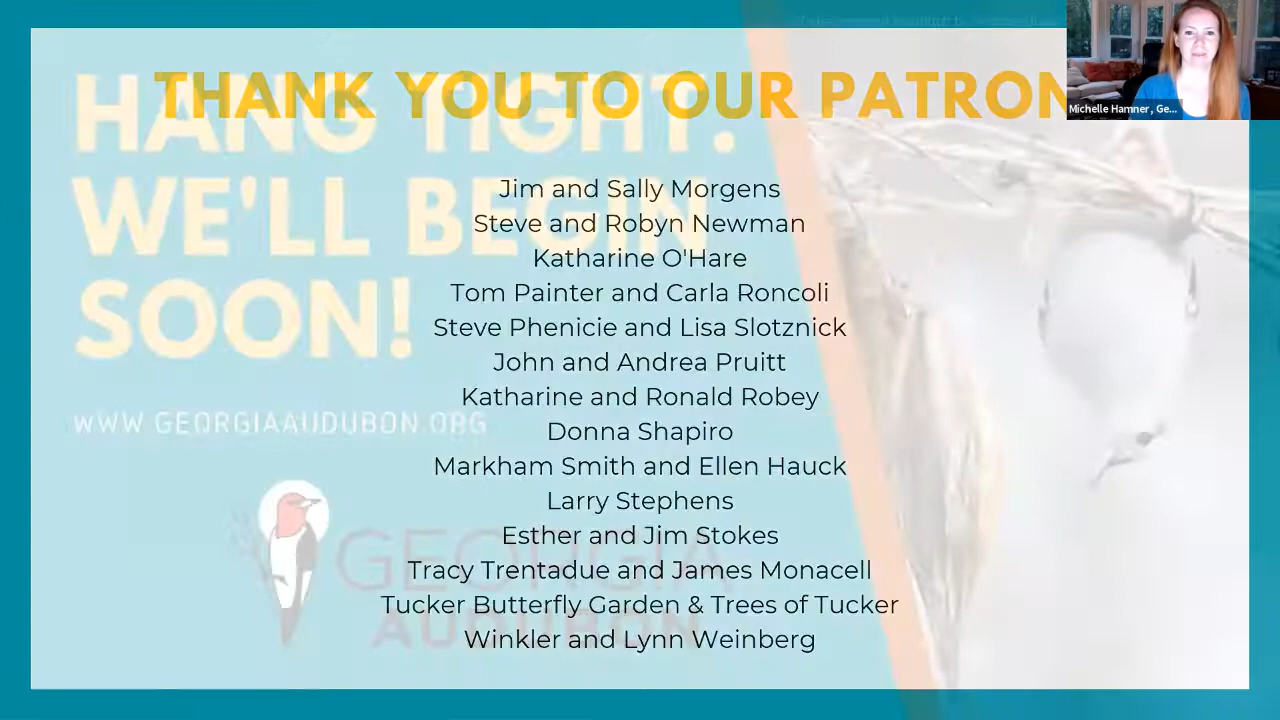 THANK YOU TO OUR PATRON
HANG TIGHT.
WE'LL BEGIN
SOON!
WWW.GEORGIAAUDUBON.ORG
GEORGIA
AUDUBON
Jim and Sally Morgens
Steve and Robyn Newman
Katharine O'Hare
Tom Painter and Carla Roncoli
Steve Phenicie and Lisa Slotznick
John and Andrea Pruitt
Katharine and Ronald Robey
Donna Shapiro
Markham Smith and Ellen Hauck
Larry Stephens
Esther and Jim Stokes
Tracy Trentadue and James Monacell
Tucker Butterfly Garden & Trees of Tucker
Winkler and Lynn Weinberg
Michelle Hamner, Ge...